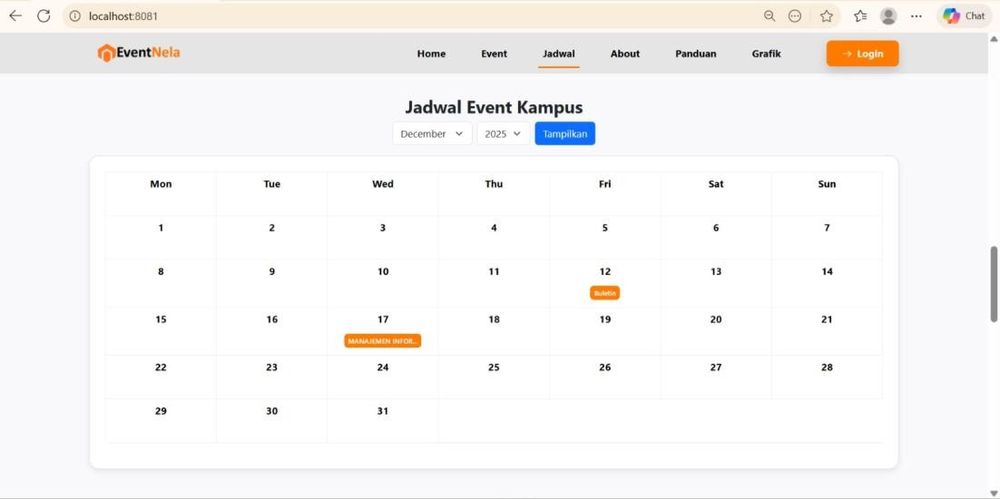 localhost:8081
Chat
EventNela
Home Event Jadwal About Panduan Grafik → Login
Jadwal Event Kampus
December 2025 Tampilkan
Mon Tue Wed Thu Fri Sat Sun
1 2 3 4 5 6 7
8 9 10 11 12 13 14
Buletin
15 16 17 18 19 20 21
MANAJEMEN INFOR...
22 23 24 25 26 27 28
29 30 31